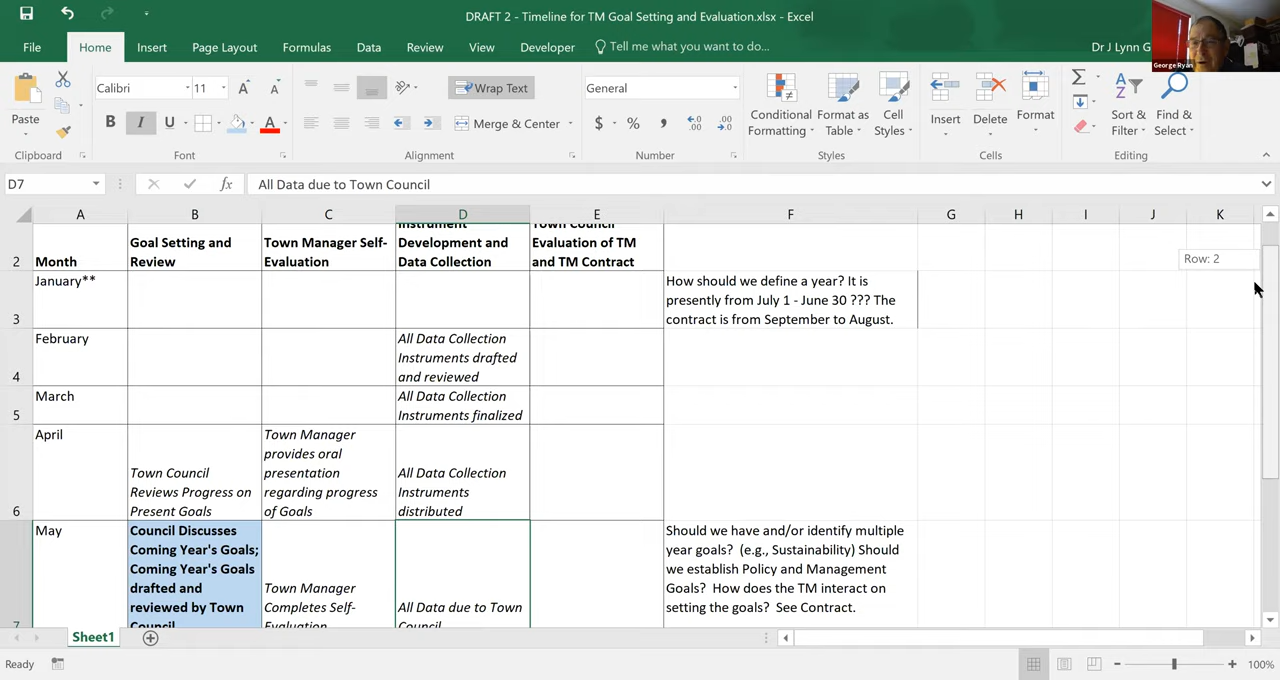 DRAFT 2 - Timeline for TM Goal Setting and Evaluation.xlsx - Excel
George Ryan
File Home Insert Page Layout Formulas Data Review View Developer Tell me what you want to do... Dr J Lynn G
Paste
Clipboard
Calibri 11
B I U A
Font
Wrap Text
Merge & Center
Alignment
General
$ % ,
Number
Conditional
Formatting
Format as
Table
Cell
Styles
Styles
Insert Delete Format
Cells
Sort &
Filter
Find &
Select
Editing
D7 fx All Data due to Town Council
A B C D E F G H I J K
2
Month
Goal Setting and
Review
Town Manager Self-
Evaluation
Instrument
Development and
Data Collection
Town Council
Evaluation of TM
and TM Contract
Row: 2
3
January**
How should we define a year? It is
presently from July 1 - June 30 ??? The
contract is from September to August.
4
February
All Data Collection
Instruments drafted
and reviewed
5
March
All Data Collection
Instruments finalized
6
April
Town Council
Reviews Progress on
Present Goals
Town Manager
provides oral
presentation
regarding progress
of Goals
All Data Collection
Instruments
distributed
7
May
Council Discusses
Coming Year's Goals;
Coming Year's Goals
drafted and
reviewed by Town
Council
Town Manager
Completes Self-
Evaluation
All Data due to Town
Council
Should we have and/or identify multiple
year goals? (e.g., Sustainability) Should
we establish Policy and Management
Goals? How does the TM interact on
setting the goals? See Contract.
Sheet1
Ready
100%